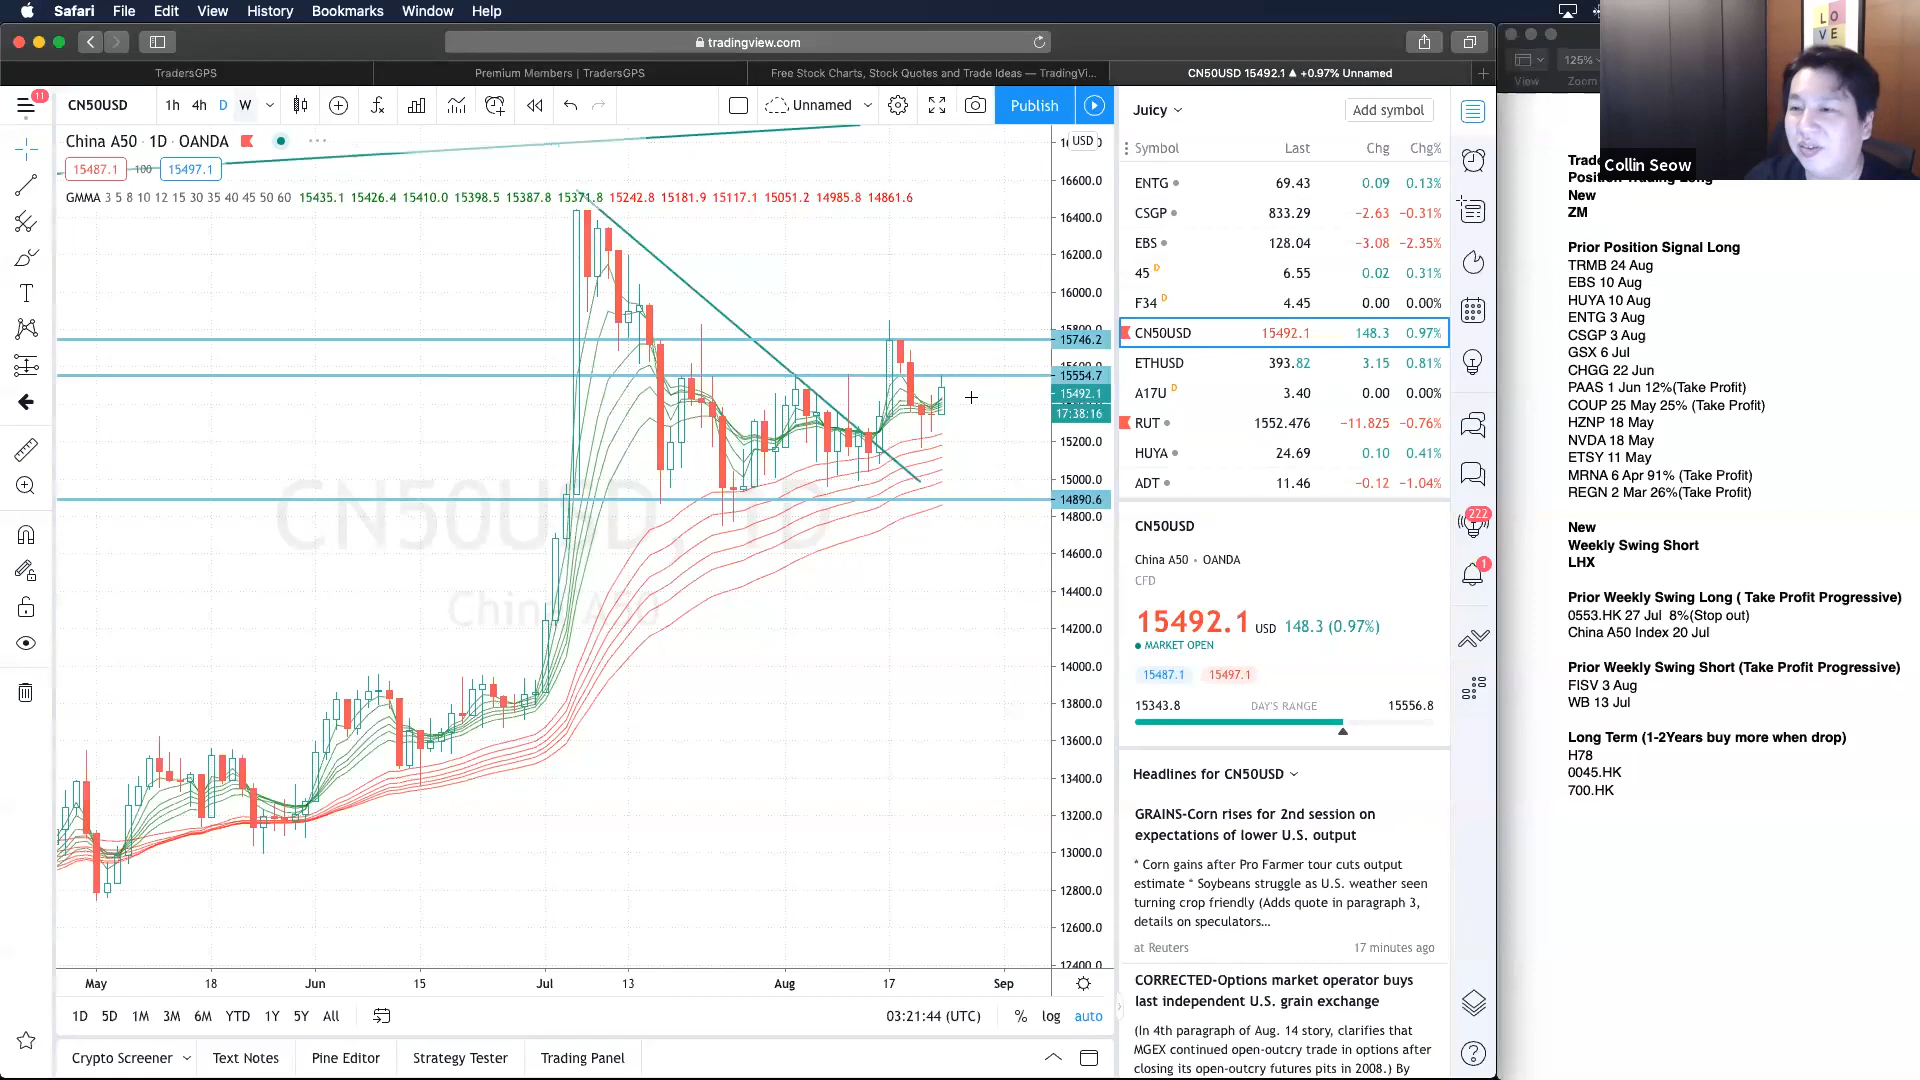 Safari File Edit View History Bookmarks Window Help
tradingview.com
TradersGPS
Premium Members | TradersGPS
Free Stock Charts, Stock Quotes and Trade Ideas — TradingVi...
CN50USD 15492.1 ▲ +0.97% Unnamed
11
CN50USD 1h 4h D W
Unnamed
Publish
China A50 · 1D · OANDA
15487.1 100 15497.1
GMMA 3 5 8 10 12 15 30 35 40 45 50 60 15435.1 15426.4 15410.0 15398.5 15387.8 15371.8 15242.8 15181.9 15117.1 15051.2 14985.8 14861.6
CN50USD, 1D
China A50
USD
16600.0
16400.0
16200.0
16000.0
15800.0
15746.2
15600.0
15554.7
15492.1
17:38:16
15200.0
15000.0
14890.6
14800.0
14600.0
14400.0
14200.0
14000.0
13800.0
13600.0
13400.0
13200.0
13000.0
12800.0
12600.0
12400.0
May 18 Jun 15 Jul 13 Aug 17 Sep
1D 5D 1M 3M 6M YTD 1Y 5Y All
03:21:44 (UTC) % log auto
Crypto Screener Text Notes Pine Editor Strategy Tester Trading Panel
Juicy Add symbol
Symbol Last Chg Chg%
ENTG 69.43 0.09 0.13%
CSGP 833.29 −2.63 −0.31%
EBS 128.04 −3.08 −2.35%
45 D 6.55 0.02 0.31%
F34 D 4.45 0.00 0.00%
CN50USD 15492.1 148.3 0.97%
ETHUSD 393.82 3.15 0.81%
A17U D 3.40 0.00 0.00%
RUT 1552.476 −11.825 −0.76%
HUYA 24.69 0.10 0.41%
ADT 11.46 −0.12 −1.04%
CN50USD
China A50 • OANDA
CFD
15492.1 USD 148.3 (0.97%)
MARKET OPEN
15487.1 15497.1
15343.8 DAY'S RANGE 15556.8
Headlines for CN50USD
GRAINS-Corn rises for 2nd session on
expectations of lower U.S. output
* Corn gains after Pro Farmer tour cuts output
estimate * Soybeans struggle as U.S. weather seen
turning crop friendly (Adds quote in paragraph 3,
details on speculators...
at Reuters 17 minutes ago
CORRECTED-Options market operator buys
last independent U.S. grain exchange
(In 4th paragraph of Aug. 14 story, clarifies that
MGEX continued open-outcry trade in options after
closing its open-outcry futures pits in 2008.) By
222
1
125%
View Zoom
LOVE
Collin Seow
Position Trading Long
New
ZM
Prior Position Signal Long
TRMB 24 Aug
EBS 10 Aug
HUYA 10 Aug
ENTG 3 Aug
CSGP 3 Aug
GSX 6 Jul
CHGG 22 Jun
PAAS 1 Jun 12%(Take Profit)
COUP 25 May 25% (Take Profit)
HZNP 18 May
NVDA 18 May
ETSY 11 May
MRNA 6 Apr 91% (Take Profit)
REGN 2 Mar 26%(Take Profit)
New
Weekly Swing Short
LHX
Prior Weekly Swing Long ( Take Profit Progressive)
0553.HK 27 Jul 8%(Stop out)
China A50 Index 20 Jul
Prior Weekly Swing Short (Take Profit Progressive)
FISV 3 Aug
WB 13 Jul
Long Term (1-2Years buy more when drop)
H78
0045.HK
700.HK